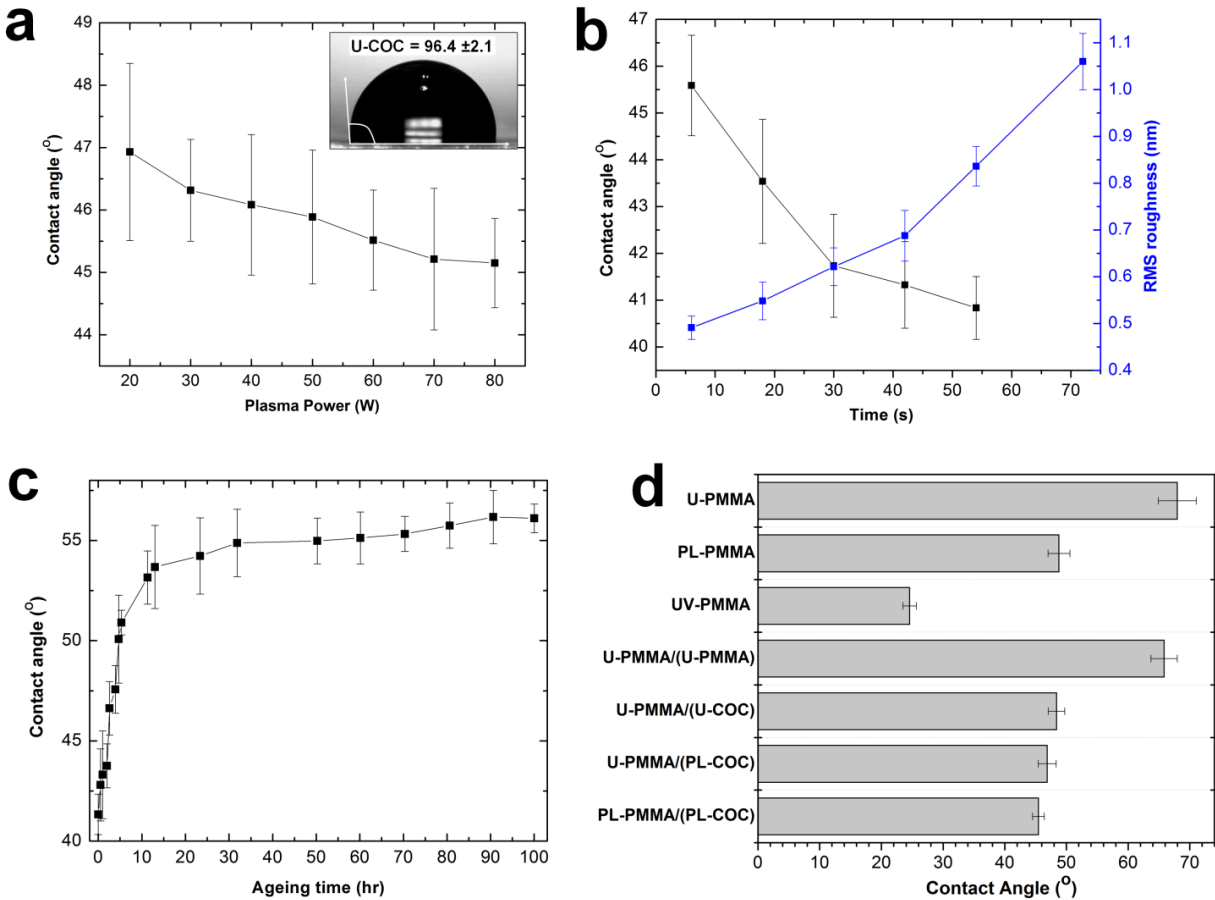 a
49
48
47
46
45
44
Contact angle (O)
U-COC = 96.4 ±2.1
20 30 40 50 60 70 80
Plasma Power (W)
b
47
46
45
43
43
42
41
40
Contact angle (°)
1.1
1.0
0.9
0.8
0.7
0.6
0.5
0.4
RMS roughness (nm)
0 10 20 30 40 50 60 70
Time (s)
c
55
50
45
40
Contact angle (O)
0 10 20 30 40 50 60 70 80 90 100
Ageing time (hr)
d
U-PMMA
PL-PMMA
UV-PMMA
U-PMMA/(U-PMMA)
U-PMMA/(U-COC)
U-PMMA/(PL-COC)
PL-PMMA/(PL-COC)
0 10 20 30 40 50 60 70
Contact Angle (O)